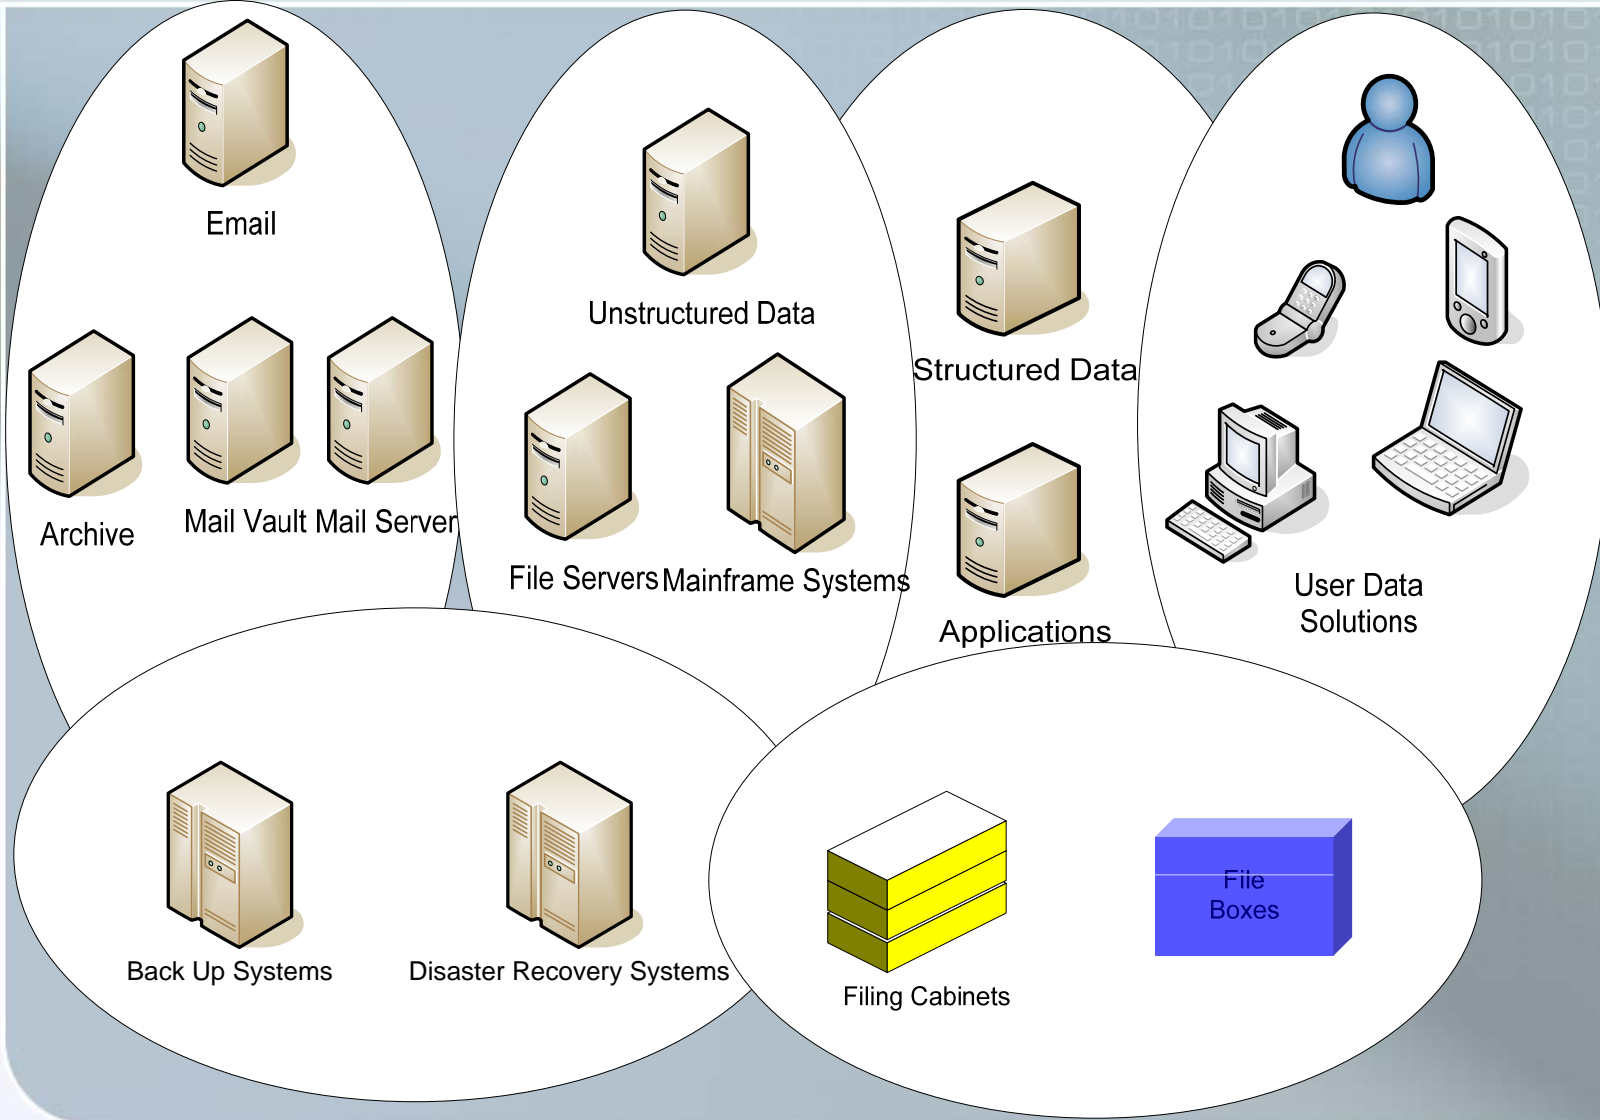 Email
Unstructured Data
Structured Data
Archive
Mail Vault
Mail Server
File Servers
Mainframe Systems
Applications
User Data
Solutions
Back Up Systems
Disaster Recovery Systems
Filing Cabinets
File
Boxes